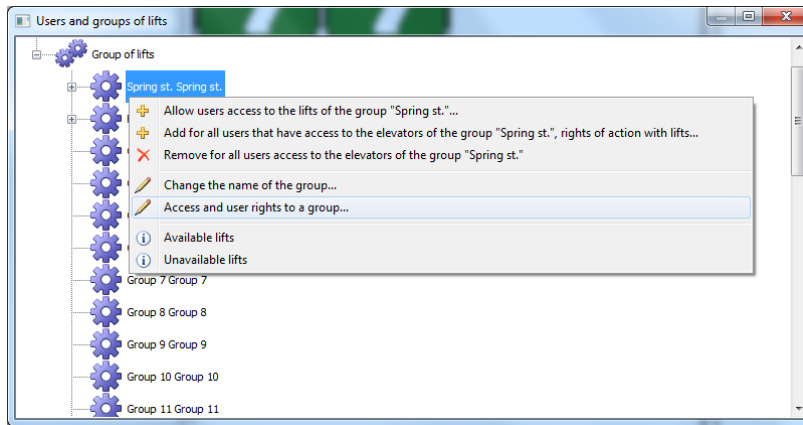 Users and groups of lifts
Group of lifts
Spring st. Spring st.
Allow users access to the lifts of the group "Spring st."...
Add for all users that have access to the elevators of the group "Spring st.", rights of action with lifts...
Remove for all users access to the elevators of the group "Spring st."
Change the name of the group...
Access and user rights to a group...
Available lifts
Unavailable lifts
Group 7 Group 7
Group 8 Group 8
Group 9 Group 9
Group 10 Group 10
Group 11 Group 11